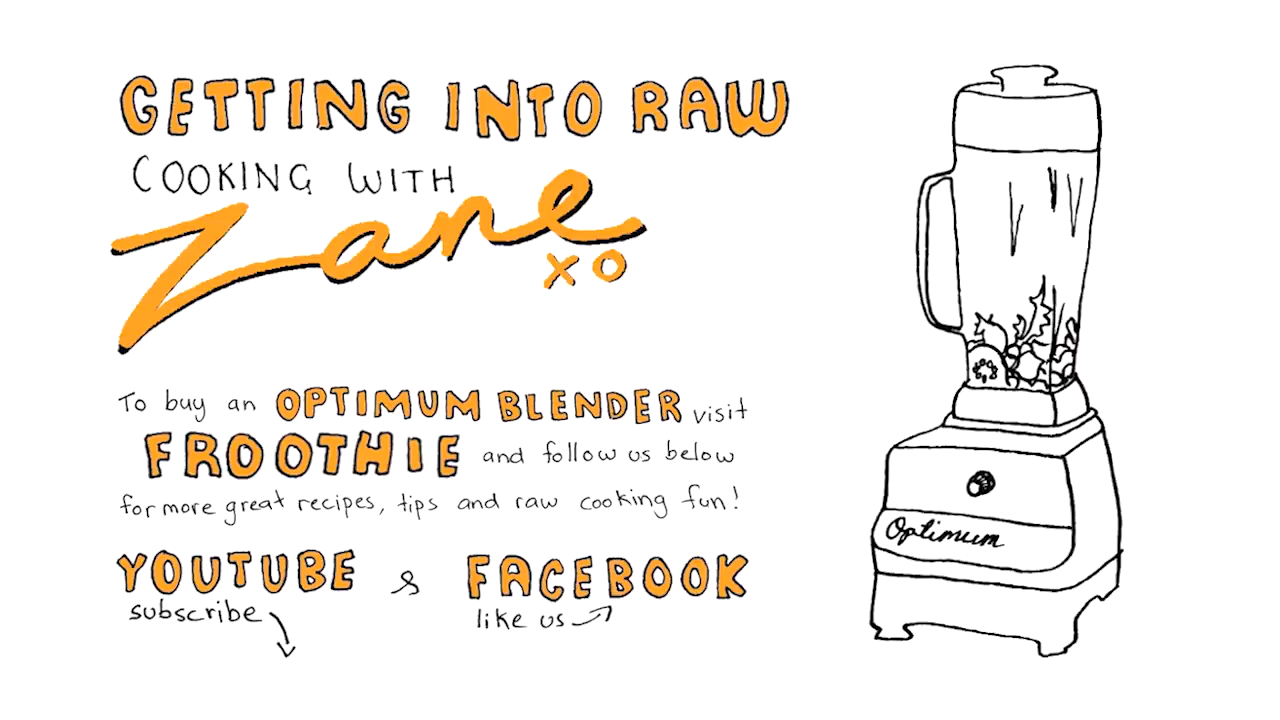 GETTING INTO RAW
COOKING WITH
Zane
XO
To buy an OPTIMUM BLENDER visit
FROOTHIE and follow us below
for more great recipes, tips and raw cooking fun!
YOUTUBE & FACEBOOK
subscribe like us
Optimum